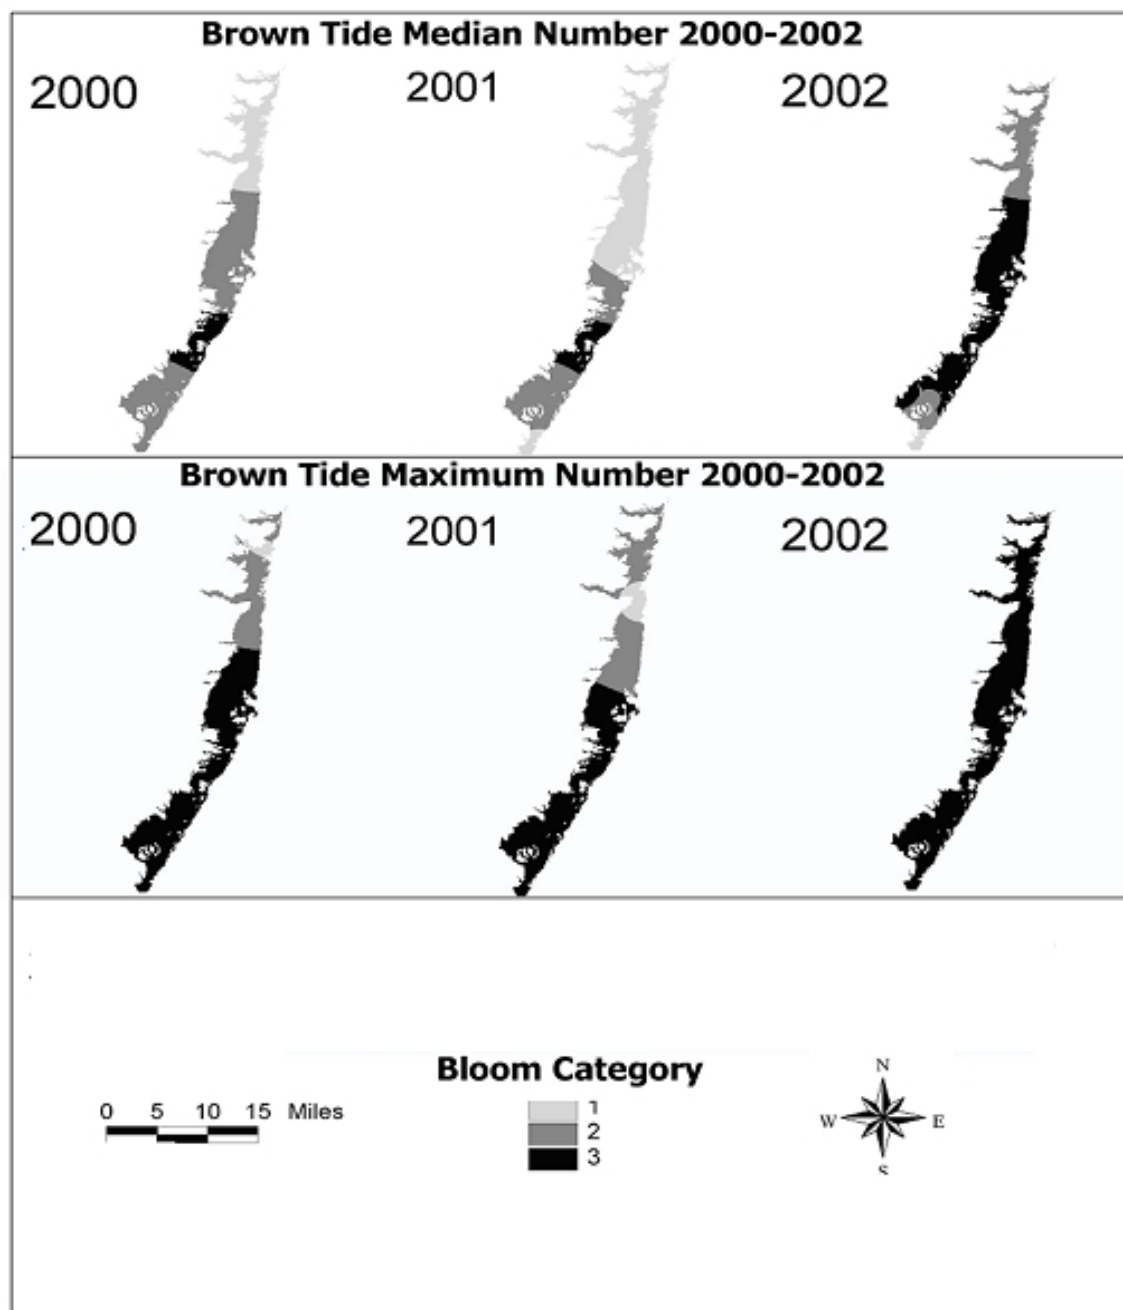 Brown Tide Median Number 2000-2002
2000
2001
2002
Brown Tide Maximum Number 2000-2002
2000
2001
2002
Bloom Category
0 5 10 15 Miles
1
2
3
N
W E
S